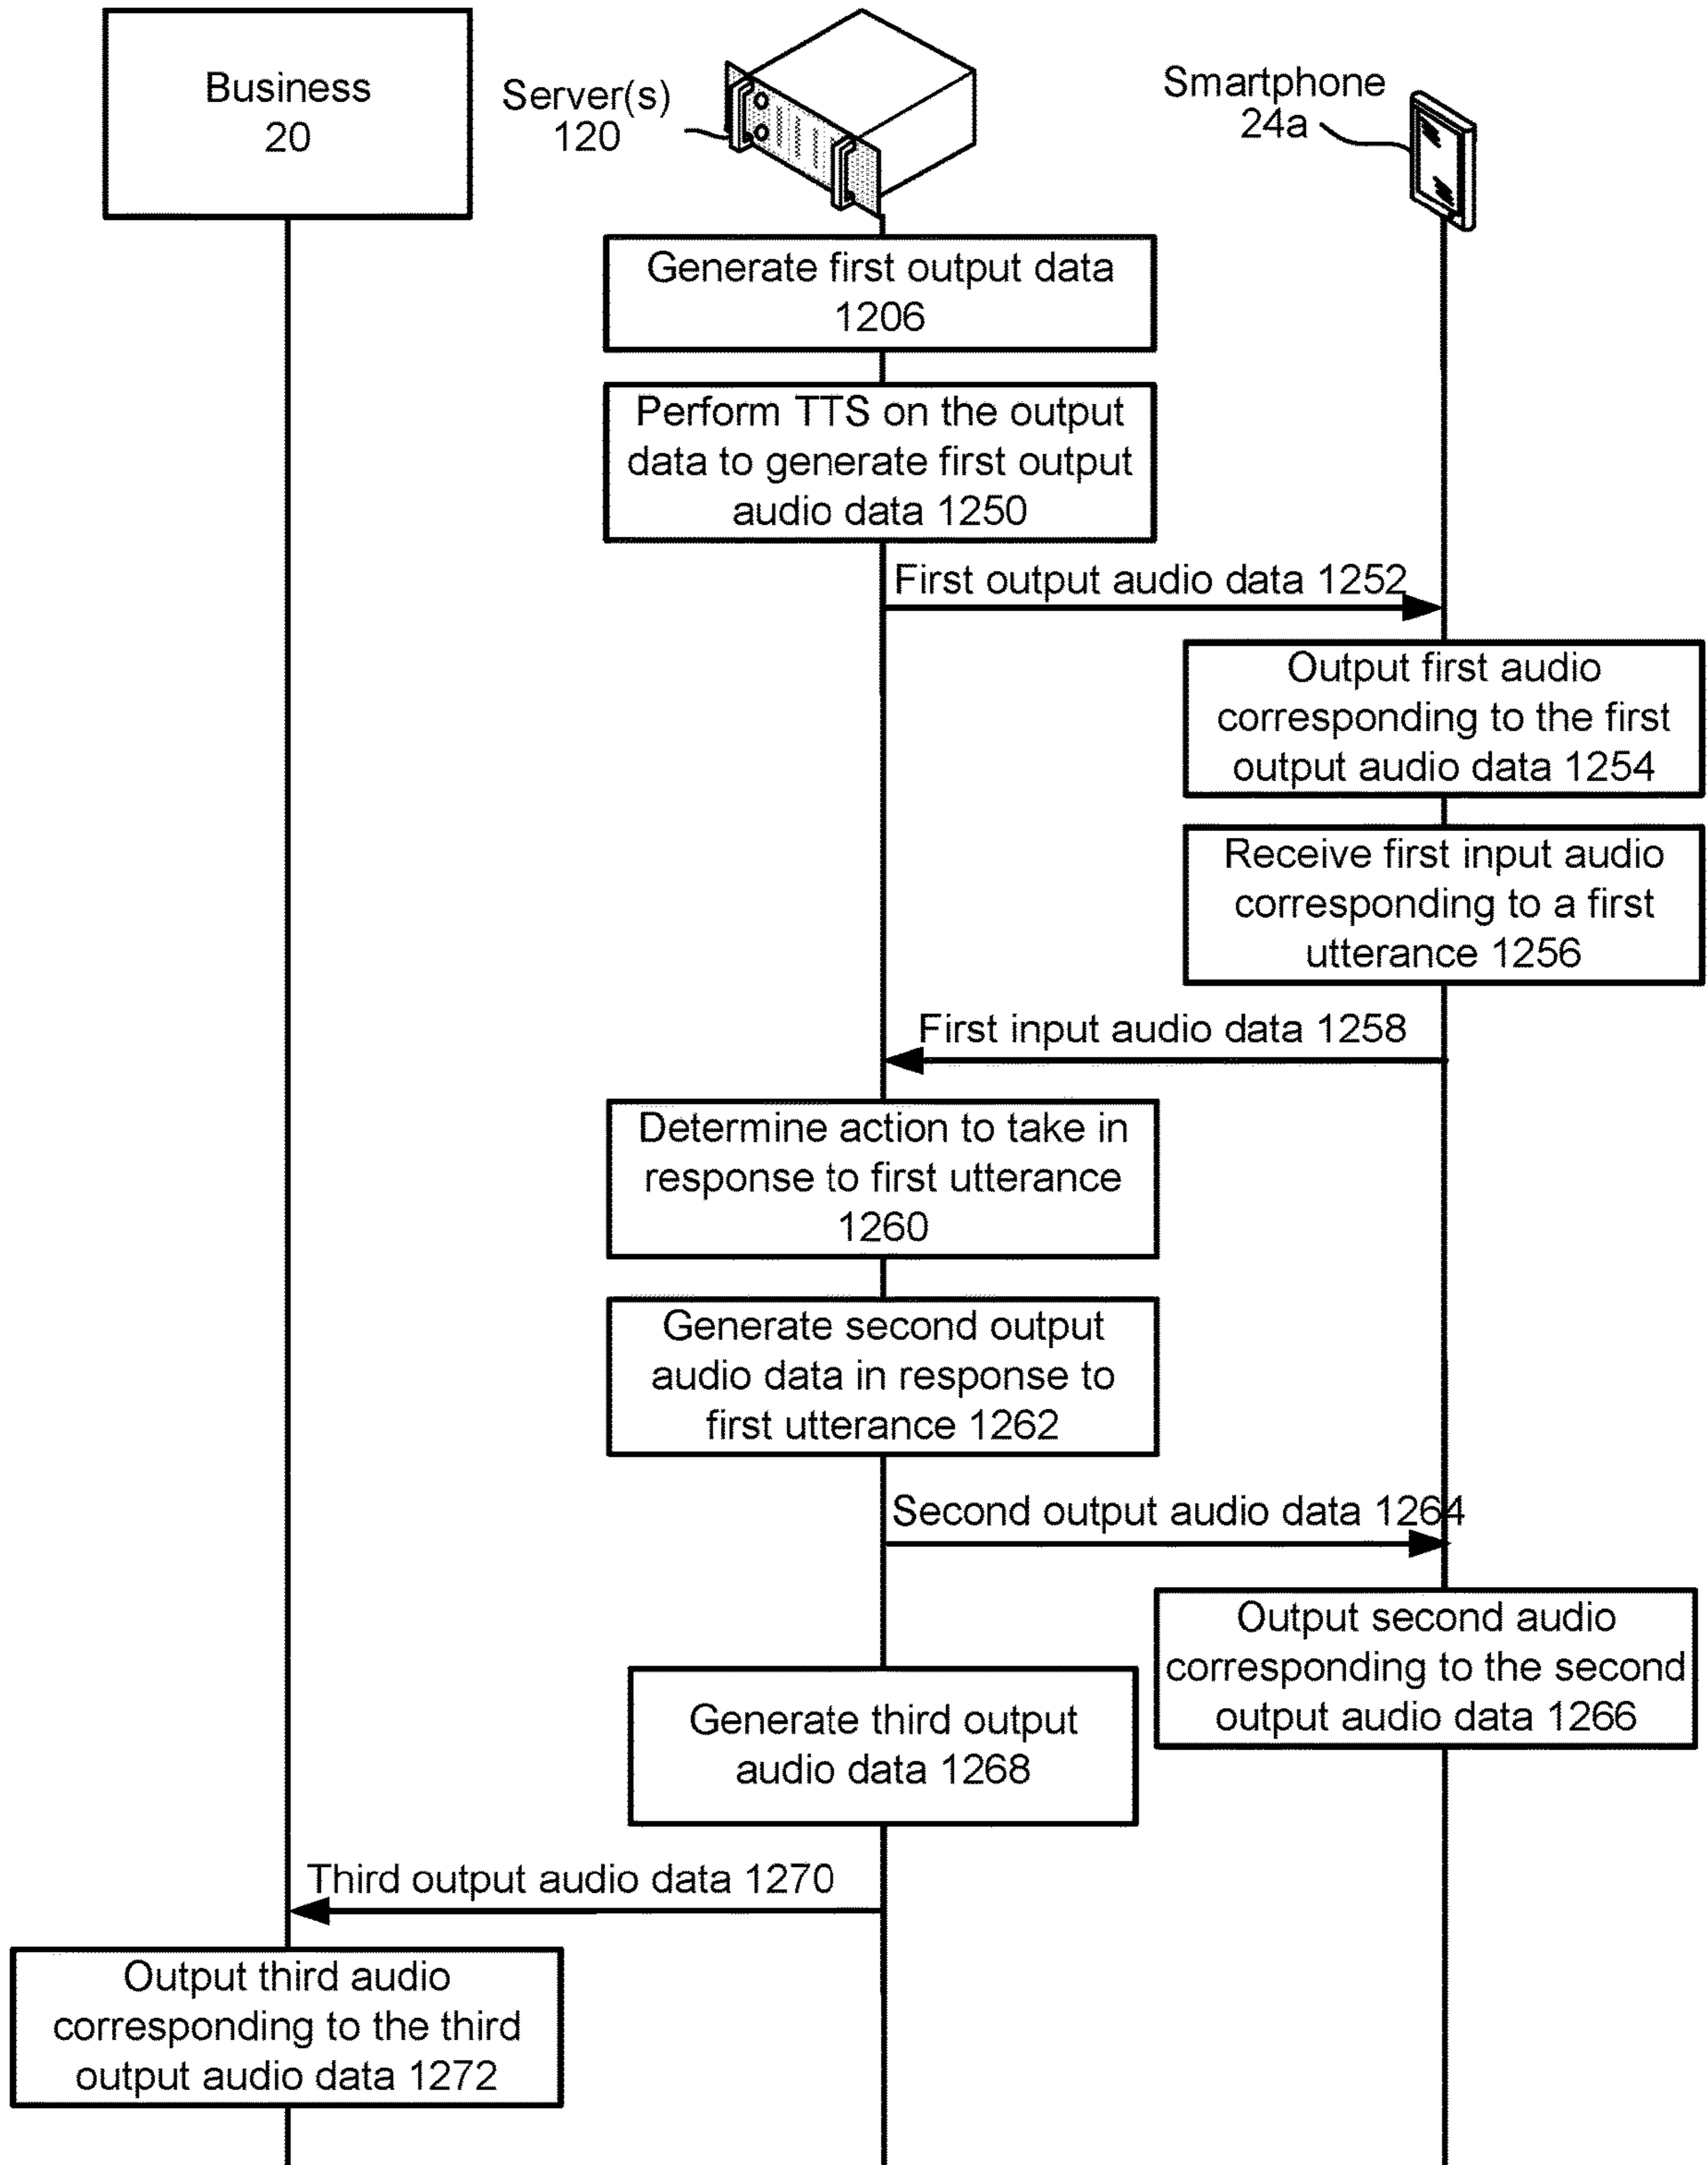 Business
20
Server(s)
120
Smartphone
24a
Generate first output data
1206
Perform TTS on the output
data to generate first output
audio data 1250
First output audio data 1252
Output first audio
corresponding to the first
output audio data 1254
Receive first input audio
corresponding to a first
utterance 1256
First input audio data 1258
Determine action to take in
response to first utterance
1260
Generate second output
audio data in response to
first utterance 1262
Second output audio data 1264
Output second audio
corresponding to the second
output audio data 1266
Generate third output
audio data 1268
Third output audio data 1270
Output third audio
corresponding to the third
output audio data 1272